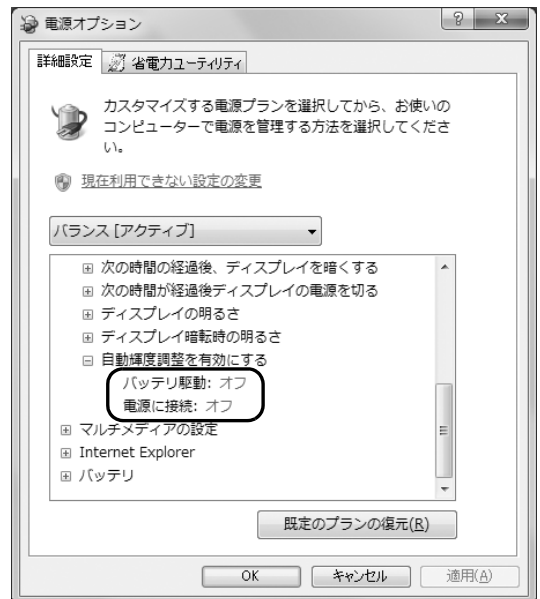 電源オプション
詳細設定
省電力ユーティリティ
カスタマイズする電源プランを選択してから、お使いの
コンピューターで電源を管理する方法を選択してくださ
い。
現在利用できない設定の変更
バランス [アクティブ]
次の時間の経過後、ディスプレイを暗くする
次の時間が経過後ディスプレイの電源を切る
ディスプレイの明るさ
ディスプレイ暗転時の明るさ
自動輝度調整を有効にする
バッテリ駆動: オフ
電源に接続: オフ
マルチメディアの設定
Internet Explorer
バッテリ
既定のプランの復元(R)
OK
キャンセル
適用(A)